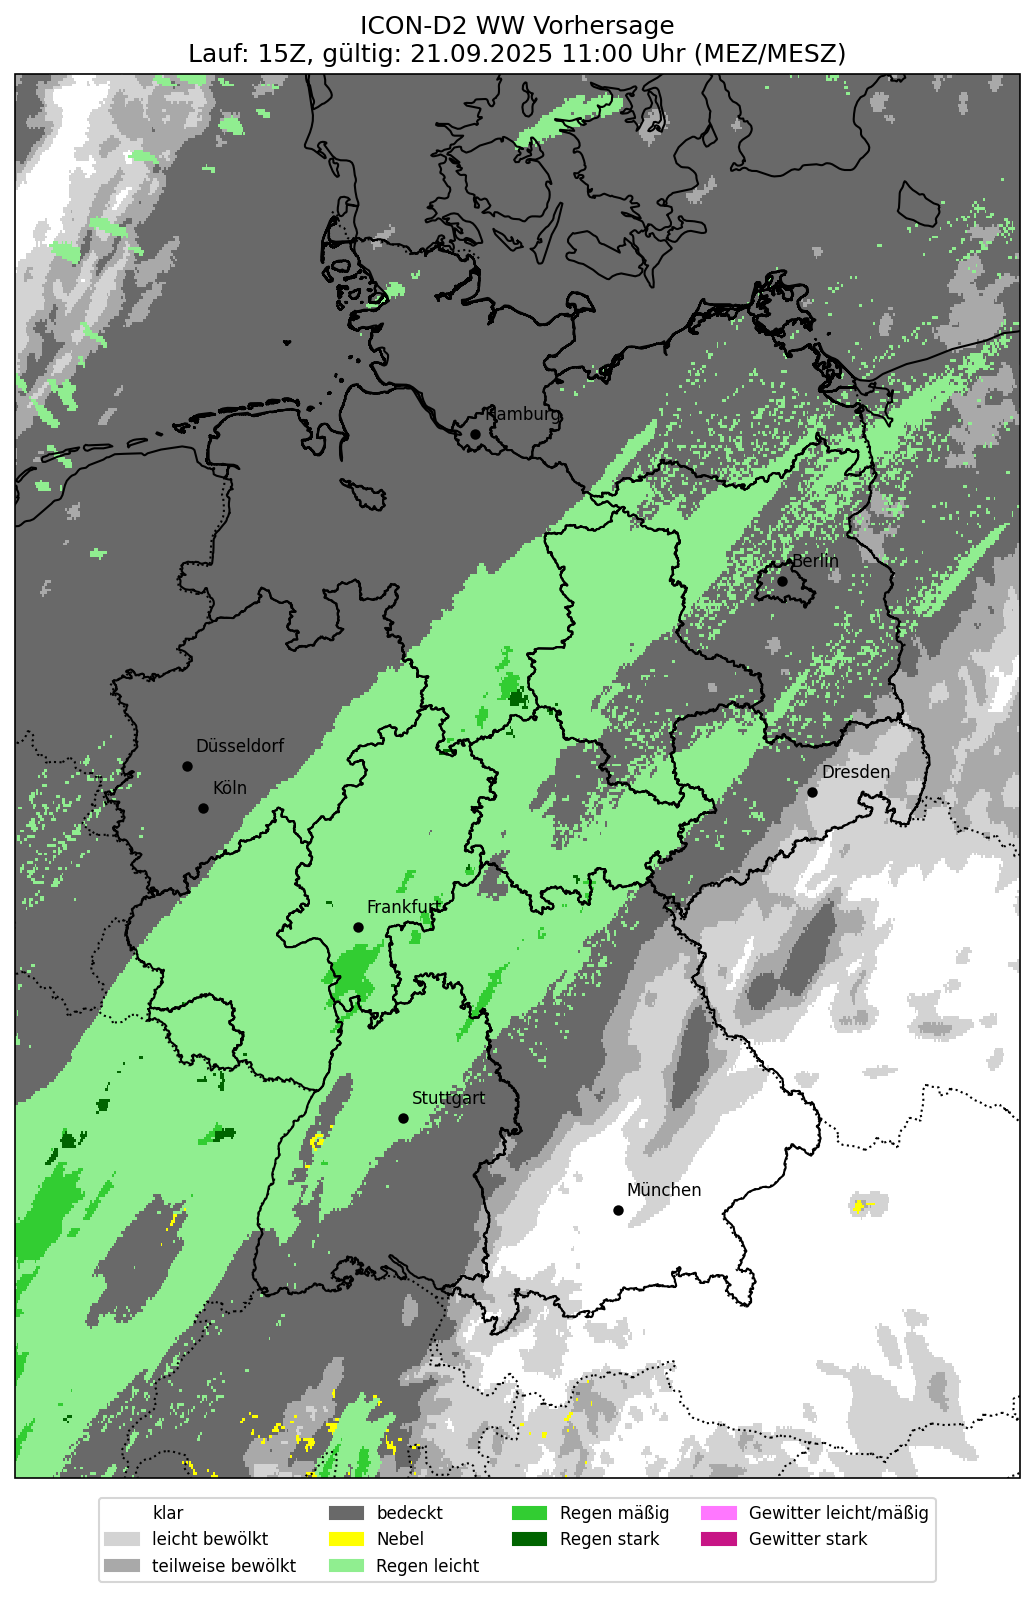 ICON-D2 WW Vorhersage
Lauf: 15Z, gültig: 21.09.2025 11:00 Uhr (MEZ/MESZ)
Hamburg
Berlin
Düsseldorf
Köln
Dresden
Frankfurt
Stuttgart
München
klar
leicht bewölkt
teilweise bewölkt
bedeckt
Nebel
Regen leicht
Regen mäßig
Regen stark
Gewitter leicht/mäßig
Gewitter stark